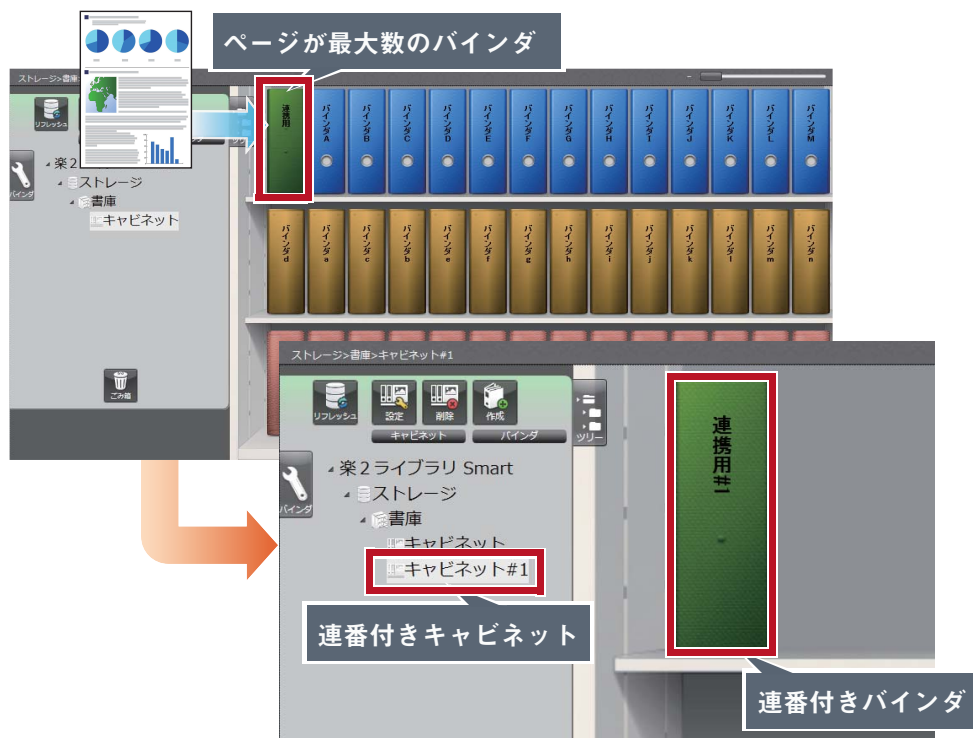 ページが最大数のバインダ
ストレージ>書庫
リフレッシュ
バインダ
楽2
ストレージ
書庫
キャビネット
ごみ箱
連携用
バインダA
バインダB
バインダC
バインダD
バインダE
バインダF
バインダG
バインダH
バインダI
バインダJ
バインダK
バインダL
バインダM
バインダd
バインダa
バインダc
バインダb
バインダe
バインダf
バインダg
バインダh
バインダi
バインダj
バインダk
バインダl
バインダm
バインダn
ストレージ>書庫>キャビネット#1
リフレッシュ
設定
削除
作成
キャビネット
バインダ
ツリー
バインダ
楽2ライブラリ Smart
ストレージ
書庫
キャビネット
キャビネット#1
連番付きキャビネット
連携用#1
連番付きバインダ